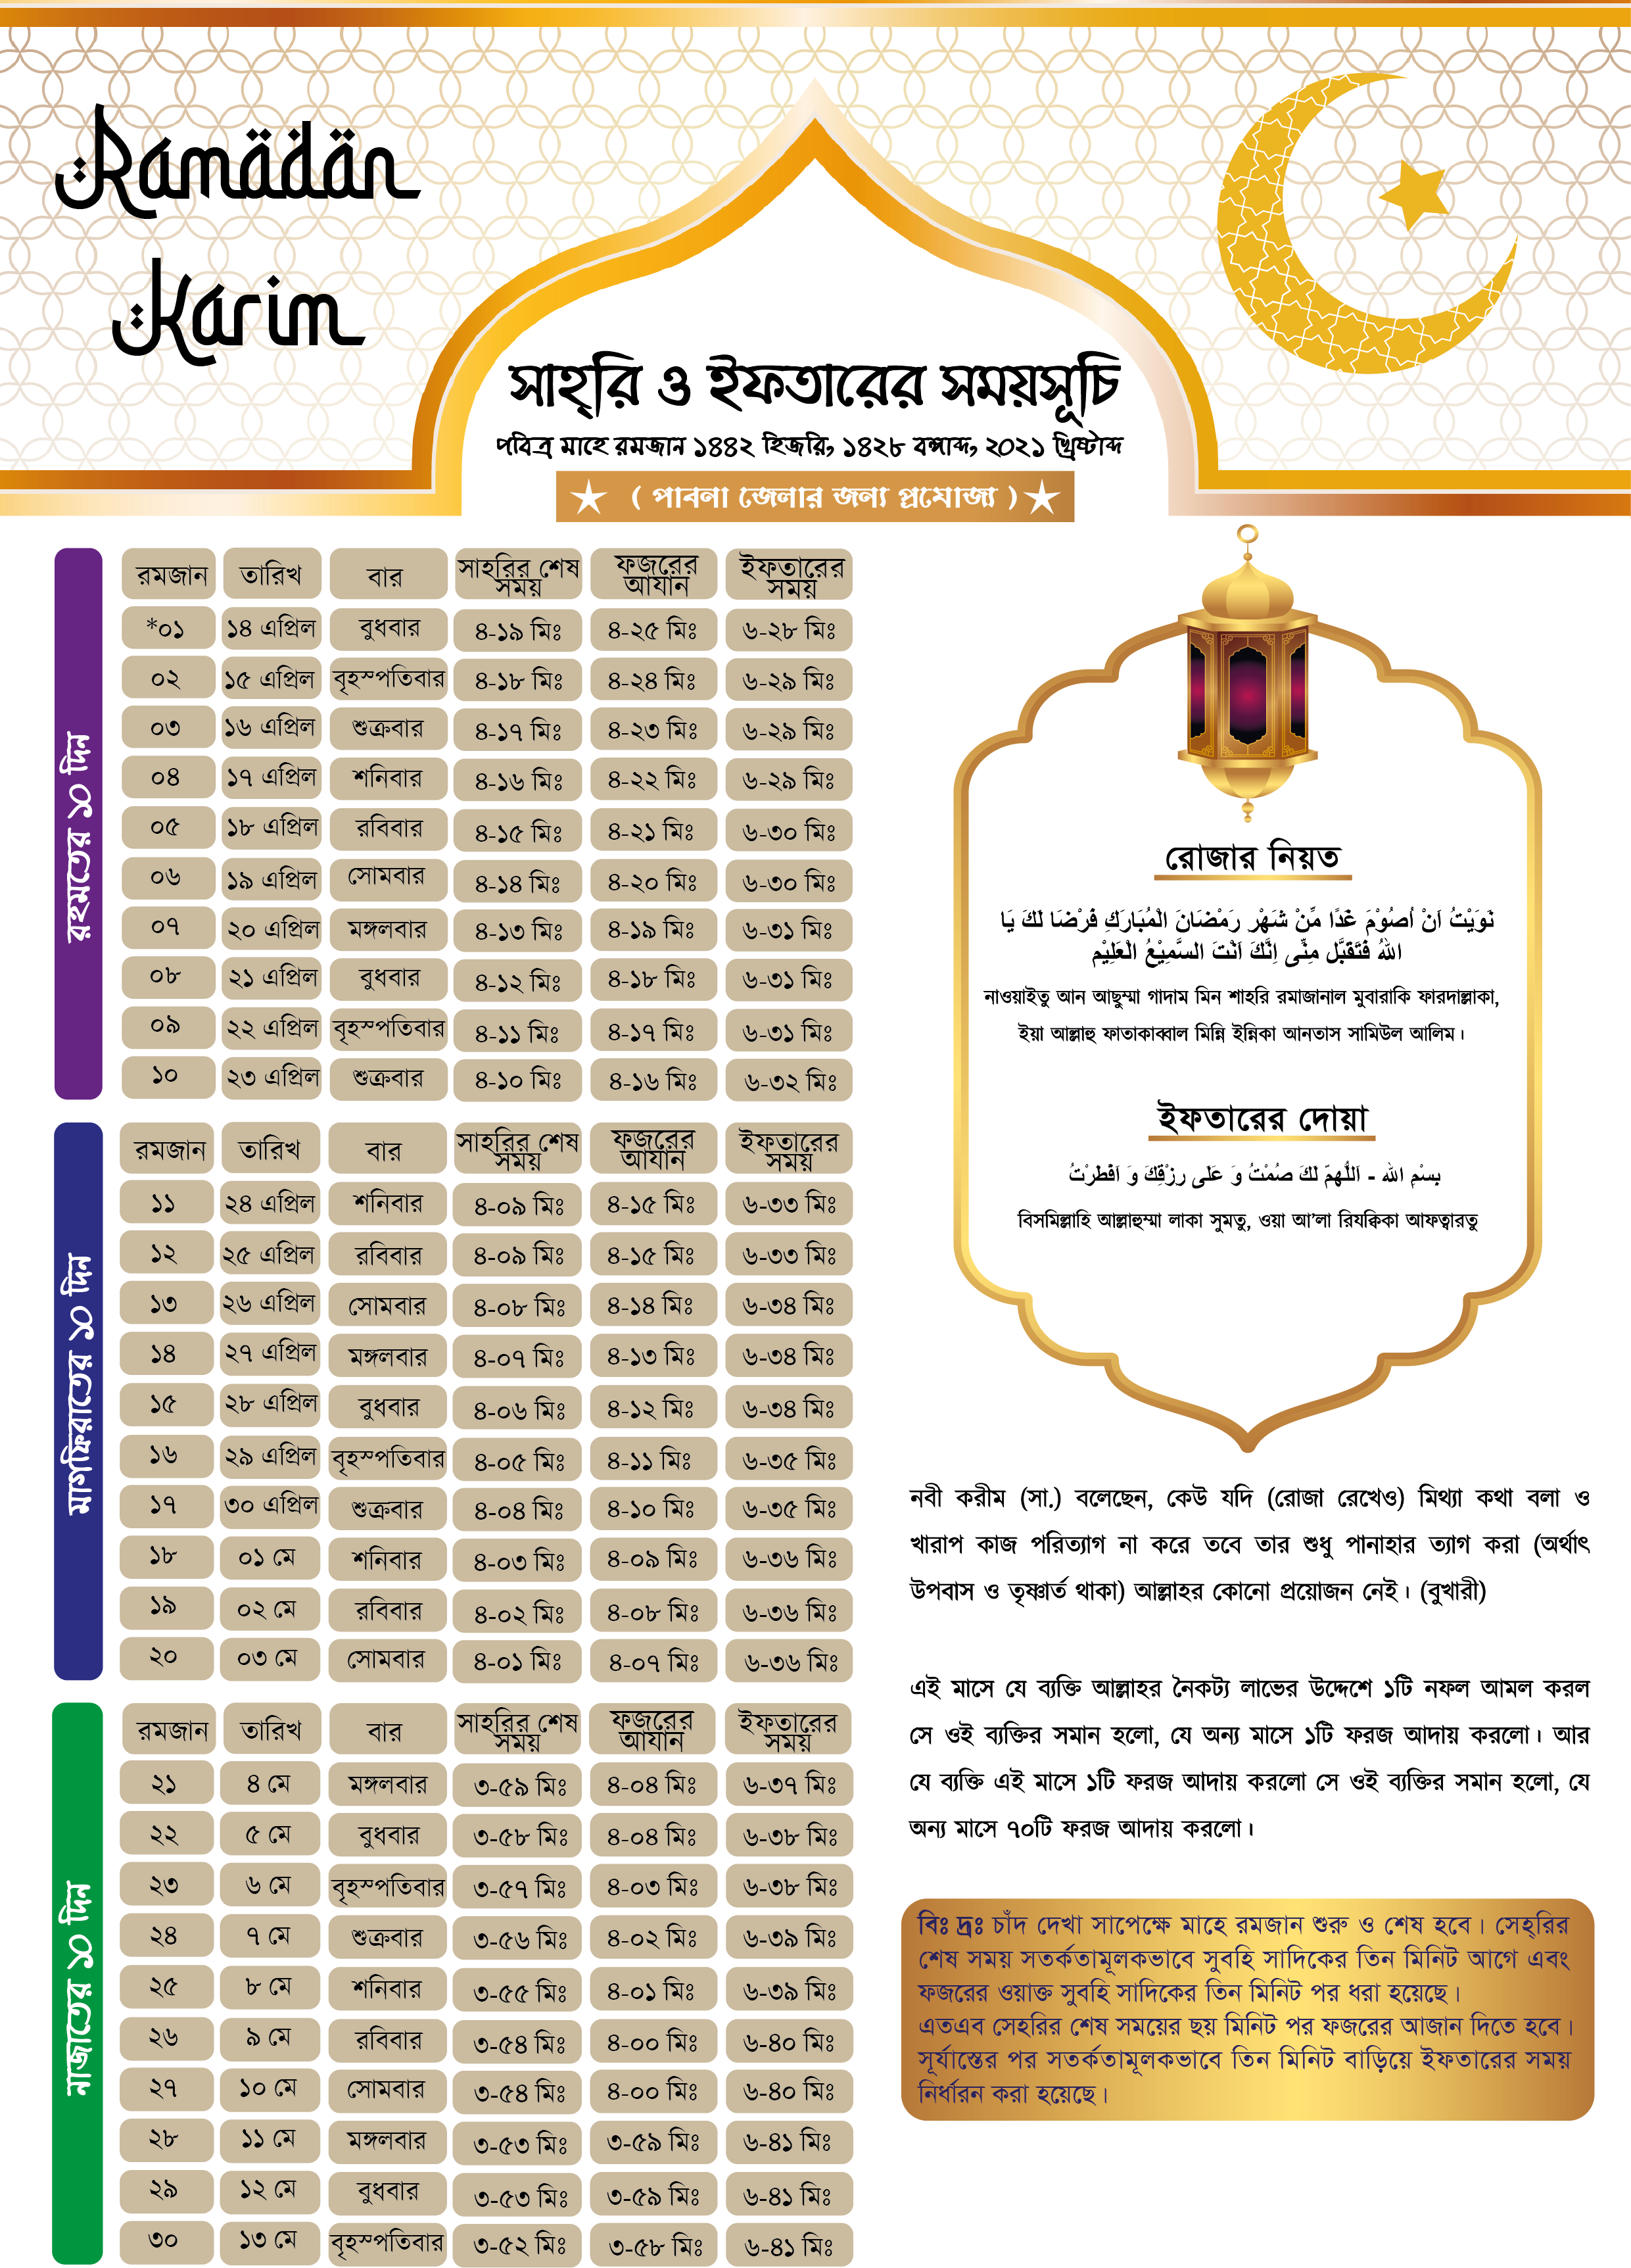 Ramadan
Karim
সাহ্‌রি ও ইফতারের সময়সূচি
পবিত্র মাহে রমজান ১৪৪২ হিজরি, ১৪২৮ বঙ্গাব্দ, ২০২১ খ্রিষ্টাব্দ
( পাবনা জেলার জন্য প্রযোজ্য )
রহমতের ১০ দিন
রমজান তারিখ বার সাহরির শেষ সময় ফজরের আযান ইফতারের সময়
*০১ ১৪ এপ্রিল বুধবার ৪-১৯ মিঃ ৪-২৫ মিঃ ৬-২৮ মিঃ
০২ ১৫ এপ্রিল বৃহস্পতিবার ৪-১৮ মিঃ ৪-২৪ মিঃ ৬-২৯ মিঃ
০৩ ১৬ এপ্রিল শুক্রবার ৪-১৭ মিঃ ৪-২৩ মিঃ ৬-২৯ মিঃ
০৪ ১৭ এপ্রিল শনিবার ৪-১৬ মিঃ ৪-২২ মিঃ ৬-২৯ মিঃ
০৫ ১৮ এপ্রিল রবিবার ৪-১৫ মিঃ ৪-২১ মিঃ ৬-৩০ মিঃ
০৬ ১৯ এপ্রিল সোমবার ৪-১৪ মিঃ ৪-২০ মিঃ ৬-৩০ মিঃ
০৭ ২০ এপ্রিল মঙ্গলবার ৪-১৩ মিঃ ৪-১৯ মিঃ ৬-৩১ মিঃ
০৮ ২১ এপ্রিল বুধবার ৪-১২ মিঃ ৪-১৮ মিঃ ৬-৩১ মিঃ
০৯ ২২ এপ্রিল বৃহস্পতিবার ৪-১১ মিঃ ৪-১৭ মিঃ ৬-৩১ মিঃ
১০ ২৩ এপ্রিল শুক্রবার ৪-১০ মিঃ ৪-১৬ মিঃ ৬-৩২ মিঃ
মাগফিরাতের ১০ দিন
রমজান তারিখ বার সাহরির শেষ সময় ফজরের আযান ইফতারের সময়
১১ ২৪ এপ্রিল শনিবার ৪-০৯ মিঃ ৪-১৫ মিঃ ৬-৩৩ মিঃ
১২ ২৫ এপ্রিল রবিবার ৪-০৯ মিঃ ৪-১৫ মিঃ ৬-৩৩ মিঃ
১৩ ২৬ এপ্রিল সোমবার ৪-০৮ মিঃ ৪-১৪ মিঃ ৬-৩৪ মিঃ
১৪ ২৭ এপ্রিল মঙ্গলবার ৪-০৭ মিঃ ৪-১৩ মিঃ ৬-৩৪ মিঃ
১৫ ২৮ এপ্রিল বুধবার ৪-০৬ মিঃ ৪-১২ মিঃ ৬-৩৪ মিঃ
১৬ ২৯ এপ্রিল বৃহস্পতিবার ৪-০৫ মিঃ ৪-১১ মিঃ ৬-৩৫ মিঃ
১৭ ৩০ এপ্রিল শুক্রবার ৪-০৪ মিঃ ৪-১০ মিঃ ৬-৩৫ মিঃ
১৮ ০১ মে শনিবার ৪-০৩ মিঃ ৪-০৯ মিঃ ৬-৩৬ মিঃ
১৯ ০২ মে রবিবার ৪-০২ মিঃ ৪-০৮ মিঃ ৬-৩৬ মিঃ
২০ ০৩ মে সোমবার ৪-০১ মিঃ ৪-০৭ মিঃ ৬-৩৬ মিঃ
নাজাতের ১০ দিন
রমজান তারিখ বার সাহরির শেষ সময় ফজরের আযান ইফতারের সময়
২১ ৪ মে মঙ্গলবার ৩-৫৯ মিঃ ৪-০৪ মিঃ ৬-৩৭ মিঃ
২২ ৫ মে বুধবার ৩-৫৮ মিঃ ৪-০৪ মিঃ ৬-৩৮ মিঃ
২৩ ৬ মে বৃহস্পতিবার ৩-৫৭ মিঃ ৪-০৩ মিঃ ৬-৩৮ মিঃ
২৪ ৭ মে শুক্রবার ৩-৫৬ মিঃ ৪-০২ মিঃ ৬-৩৯ মিঃ
২৫ ৮ মে শনিবার ৩-৫৫ মিঃ ৪-০১ মিঃ ৬-৩৯ মিঃ
২৬ ৯ মে রবিবার ৩-৫৪ মিঃ ৪-০০ মিঃ ৬-৪০ মিঃ
২৭ ১০ মে সোমবার ৩-৫৪ মিঃ ৪-০০ মিঃ ৬-৪০ মিঃ
২৮ ১১ মে মঙ্গলবার ৩-৫৩ মিঃ ৩-৫৯ মিঃ ৬-৪১ মিঃ
২৯ ১২ মে বুধবার ৩-৫৩ মিঃ ৩-৫৯ মিঃ ৬-৪১ মিঃ
৩০ ১৩ মে বৃহস্পতিবার ৩-৫২ মিঃ ৩-৫৮ মিঃ ৬-৪১ মিঃ
রোজার নিয়ত
نَوَيْتُ اَنْ اُصُوْمَ غَدًا مِّنْ شَهْرِ رَمْضَانَ الْمُبَارَكِ فَرْضَا لَكَ يَا
اللهُ فَتَقَبَّل مِنِّى اِنَّكَ اَنْتَ السَّمِيْعُ الْعَلِيْم
নাওয়াইতু আন আছুম্মা গাদাম মিন শাহরি রমাজানাল মুবারাকি ফারদাল্লাকা,
ইয়া আল্লাহু ফাতাকাব্বাল মিন্নি ইন্নিকা আনতাস সামিউল আলিম।
ইফতারের দোয়া
بِسْمِ الله - اَللّهُمَّ لَكَ صُمْتُ وَ عَلَى رِزْقِكَ وَ اَفْطَرْتُ
বিসমিল্লাহি আল্লাহুম্মা লাকা সুমতু, ওয়া আ’লা রিযক্বিকা আফত্বারতু
নবী করীম (সা.) বলেছেন, কেউ যদি (রোজা রেখেও) মিথ্যা কথা বলা ও
খারাপ কাজ পরিত্যাগ না করে তবে তার শুধু পানাহার ত্যাগ করা (অর্থাৎ
উপবাস ও তৃষ্ণার্ত থাকা) আল্লাহর কোনো প্রয়োজন নেই। (বুখারী)
এই মাসে যে ব্যক্তি আল্লাহর নৈকট্য লাভের উদ্দেশে ১টি নফল আমল করল
সে ওই ব্যক্তির সমান হলো, যে অন্য মাসে ১টি ফরজ আদায় করলো। আর
যে ব্যক্তি এই মাসে ১টি ফরজ আদায় করলো সে ওই ব্যক্তির সমান হলো, যে
অন্য মাসে ৭০টি ফরজ আদায় করলো।
বিঃ দ্রঃ চাঁদ দেখা সাপেক্ষে মাহে রমজান শুরু ও শেষ হবে। সেহ্‌রির
শেষ সময় সতর্কতামূলকভাবে সুবহি সাদিকের তিন মিনিট আগে এবং
ফজরের ওয়াক্ত সুবহি সাদিকের তিন মিনিট পর ধরা হয়েছে।
এতএব সেহরির শেষ সময়ের ছয় মিনিট পর ফজরের আজান দিতে হবে।
সূর্যাস্তের পর সতর্কতামূলকভাবে তিন মিনিট বাড়িয়ে ইফতারের সময়
নির্ধারন করা হয়েছে।